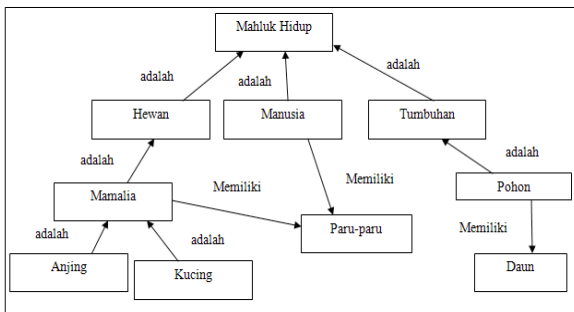 Mahluk Hidup
adalah
adalah
adalah
Hewan
Manusia
Tumbuhan
adalah
adalah
Memiliki
Memiliki
Mamalia
Pohon
Paru-paru
Memiliki
adalah
adalah
Anjing
Kucing
Daun